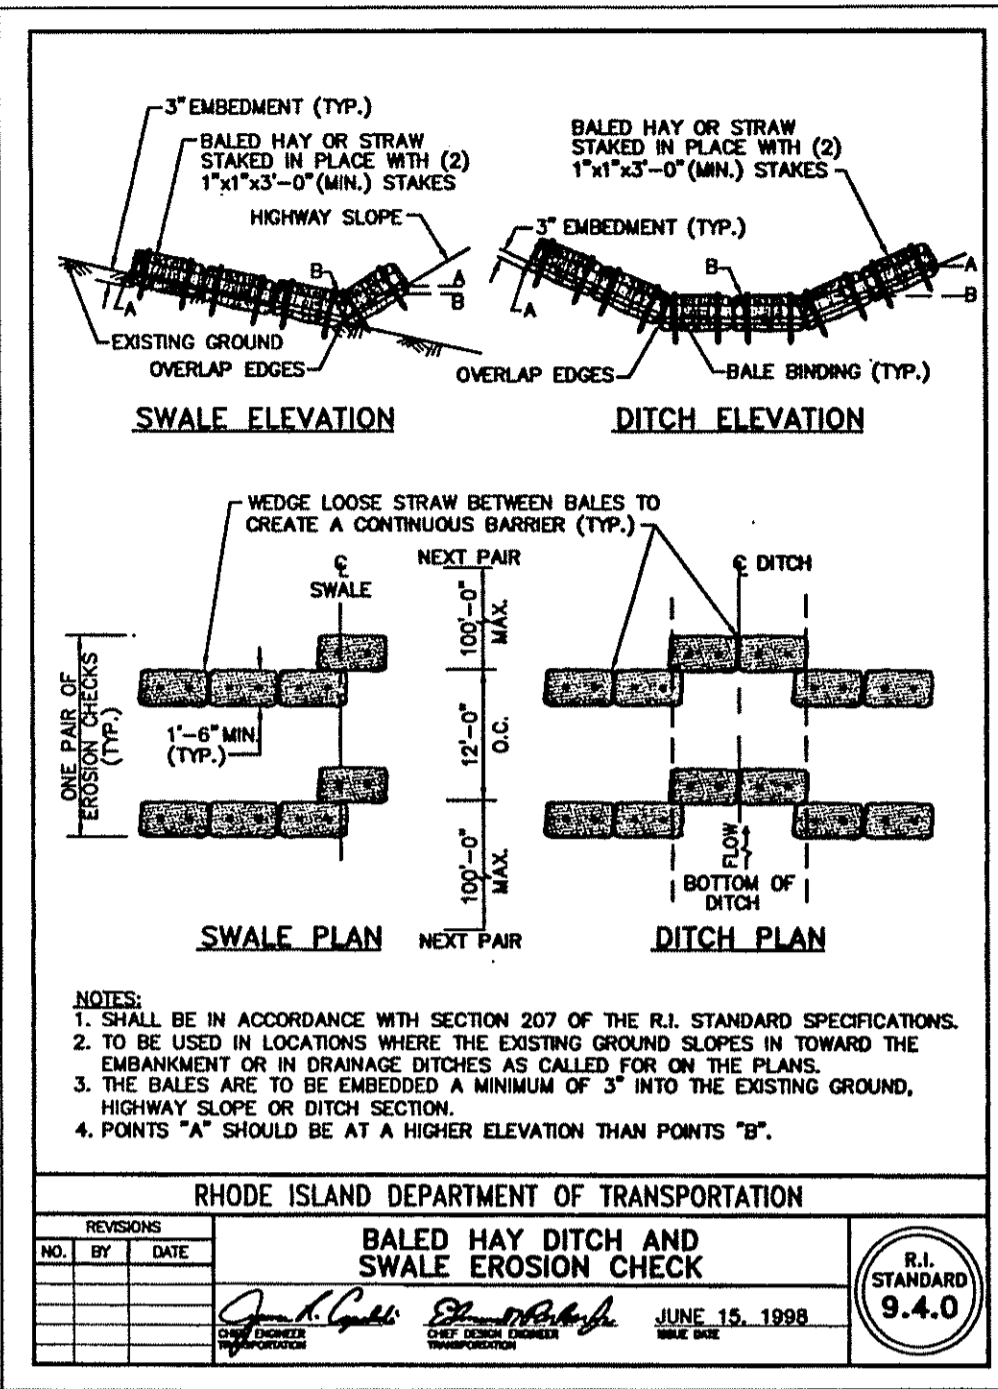 3" EMBEDMENT (TYP.)
BALED HAY OR STRAW
STAKED IN PLACE WITH (2)
1"x1"x3'-0" (MIN.) STAKES
HIGHWAY SLOPE
B
A
B
A
EXISTING GROUND
OVERLAP EDGES
SWALE ELEVATION
BALED HAY OR STRAW
STAKED IN PLACE WITH (2)
1"x1"x3'-0" (MIN.) STAKES
3" EMBEDMENT (TYP.)
B
A
B
A
OVERLAP EDGES
BALE BINDING (TYP.)
DITCH ELEVATION
WEDGE LOOSE STRAW BETWEEN BALES TO
CREATE A CONTINUOUS BARRIER (TYP.)
℄
SWALE
NEXT PAIR
100'-0"
MAX.
℄ DITCH
ONE PAIR OF
EROSION CHECKS
(TYP.)
1'-6" MIN.
(TYP.)
12'-0"
O.C.
100'-0"
MAX.
FLOW
BOTTOM OF
DITCH
SWALE PLAN
NEXT PAIR
DITCH PLAN
NOTES:
1. SHALL BE IN ACCORDANCE WITH SECTION 207 OF THE R.I. STANDARD SPECIFICATIONS.
2. TO BE USED IN LOCATIONS WHERE THE EXISTING GROUND SLOPES IN TOWARD THE
EMBANKMENT OR IN DRAINAGE DITCHES AS CALLED FOR ON THE PLANS.
3. THE BALES ARE TO BE EMBEDDED A MINIMUM OF 3" INTO THE EXISTING GROUND,
HIGHWAY SLOPE OR DITCH SECTION.
4. POINTS "A" SHOULD BE AT A HIGHER ELEVATION THAN POINTS "B".
RHODE ISLAND DEPARTMENT OF TRANSPORTATION
REVISIONS
NO. BY DATE
BALED HAY DITCH AND
SWALE EROSION CHECK
CHIEF ENGINEER
TRANSPORTATION
CHIEF DESIGN ENGINEER
TRANSPORTATION
JUNE 15, 1998
ISSUE DATE
R.I.
STANDARD
9.4.0